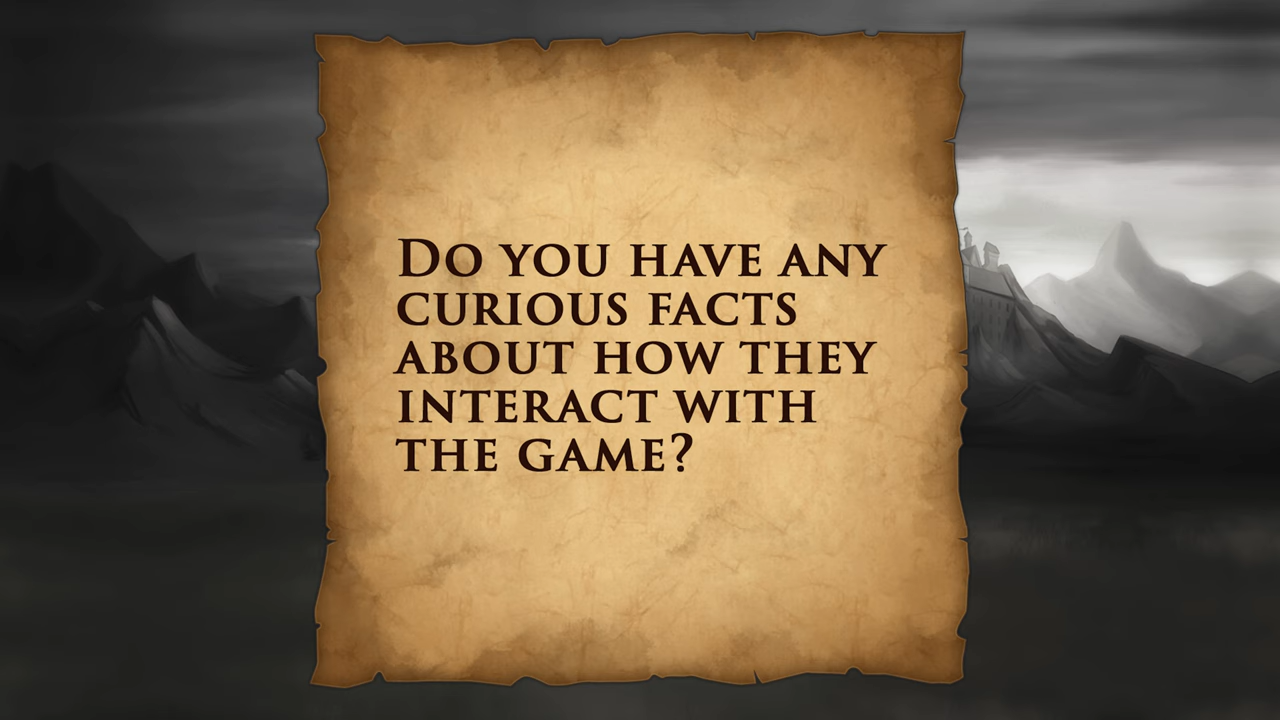 Do you have any
curious facts
about how they
interact with
the game?